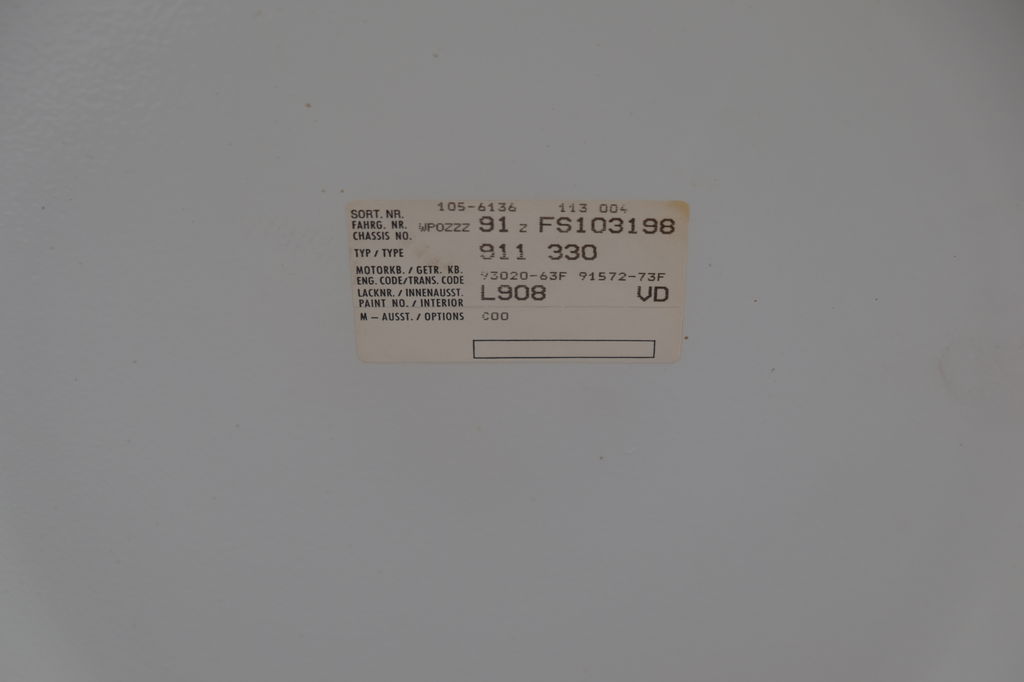 SORT. NR. 105-6136 113 004
FAHRG. NR.
CHASSIS NO. WPOZZZ 91 Z FS103198
TYP / TYPE 911 330
MOTORKB. / GETR. KB.
ENG. CODE/TRANS. CODE 93020-63F 91572-73F
LACKNR. / INNENAUSST.
PAINT NO. / INTERIOR L908 VD
M – AUSST. / OPTIONS C00